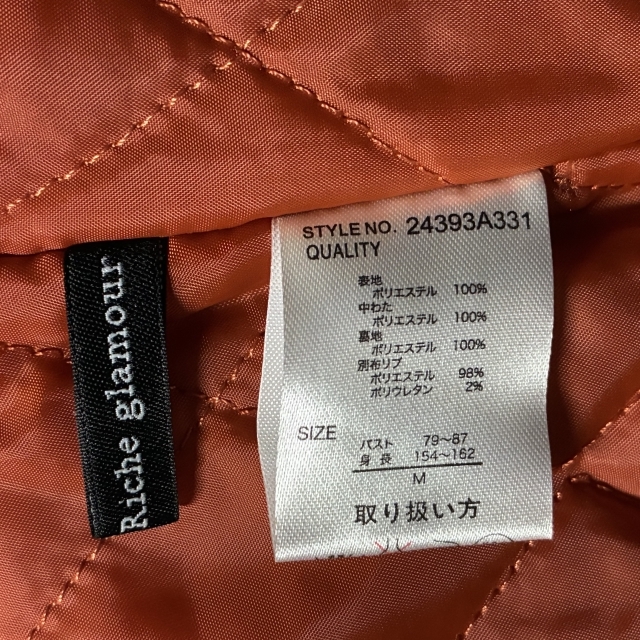 Riche glamour
STYLE NO. 24393A331
QUALITY
表地
ポリエステル 100%
中わた
ポリエステル 100%
裏地
ポリエステル 100%
別布リブ
ポリエステル 98%
ポリウレタン 2%
SIZE
バスト 79〜87
身長 154〜162
M
取り扱い方